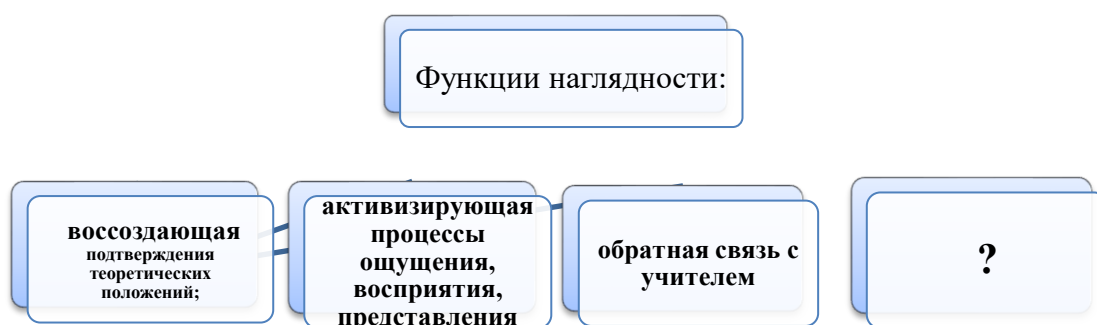 Функции наглядности:
воссоздающая
подтверждения
теоретических
положений;
активизирующая
процессы
ощущения,
восприятия,
представления
обратная связь с
учителем
?